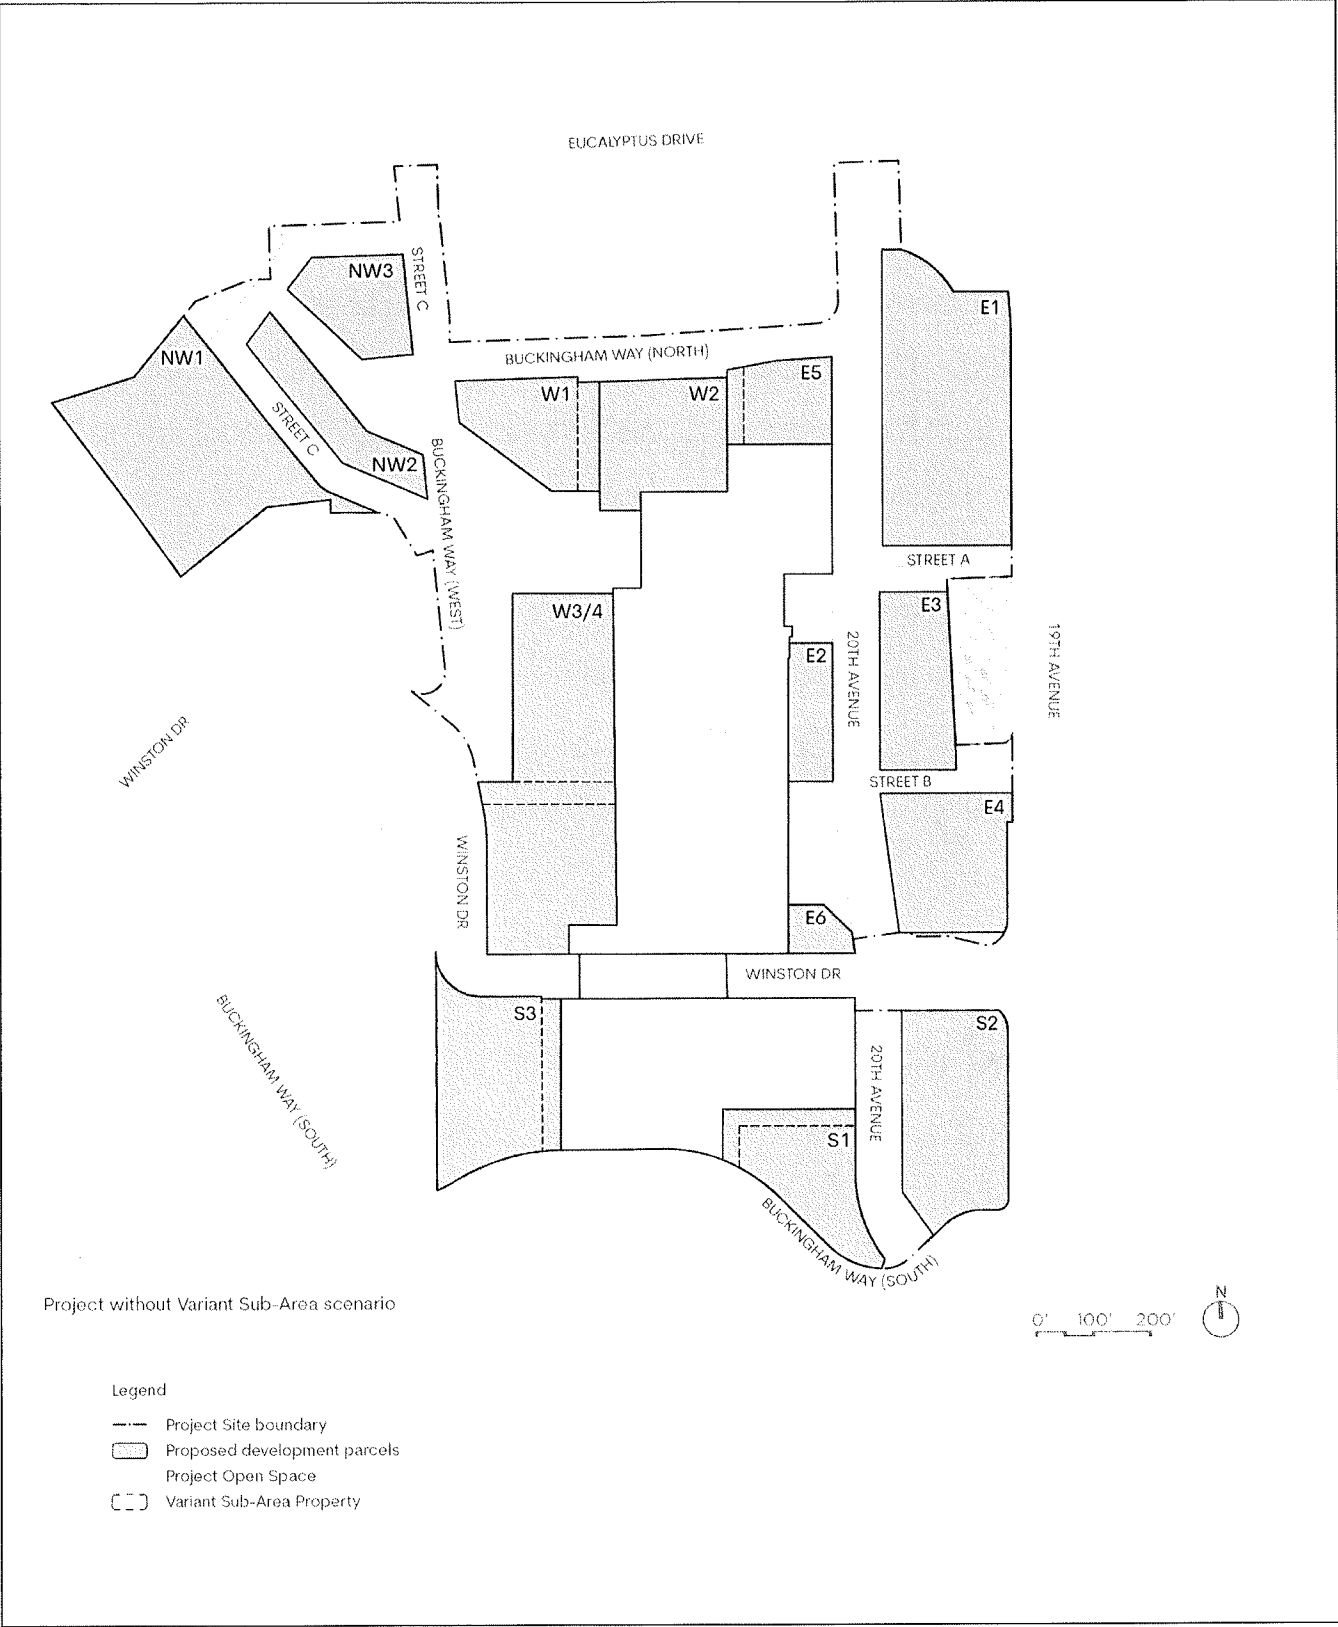 EUCALYPTUS DRIVE
NW3
STREET C
E1
BUCKINGHAM WAY (NORTH)
NW1
E5
W1
W2
STREET C
NW2
BUCKINGHAM WAY (WEST)
STREET A
W3/4
E3
E2
20TH AVENUE
19TH AVENUE
WINSTON DR
STREET B
E4
WINSTON DR
E6
WINSTON DR
S3
S2
BUCKINGHAM WAY (SOUTH)
20TH AVENUE
S1
BUCKINGHAM WAY (SOUTH)
Project without Variant Sub-Area scenario
N
0' 100' 200'
Legend
Project Site boundary
Proposed development parcels
Project Open Space
Variant Sub-Area Property